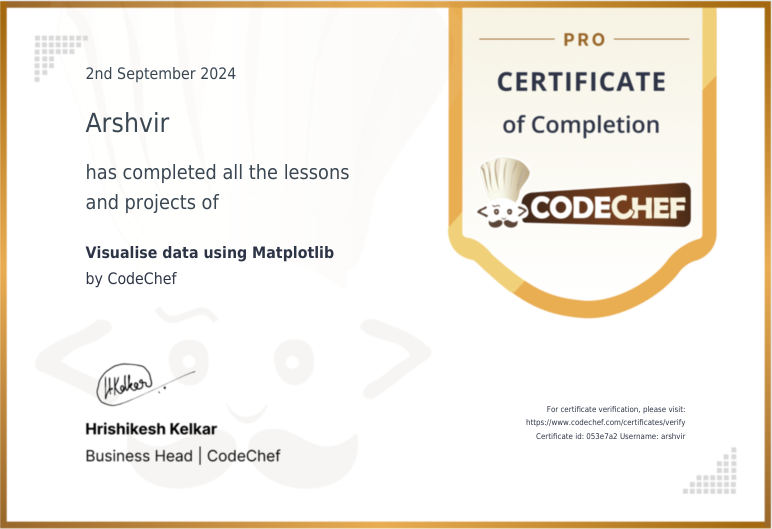 2nd September 2024
Arshvir
has completed all the lessons
and projects of
Visualise data using Matplotlib
by CodeChef
PRO
CERTIFICATE
of Completion
CODECHEF
H.Kelkar
Hrishikesh Kelkar
Business Head | CodeChef
For certificate verification, please visit:
https://www.codechef.com/certificates/verify
Certificate id: 053e7a2 Username: arshvir